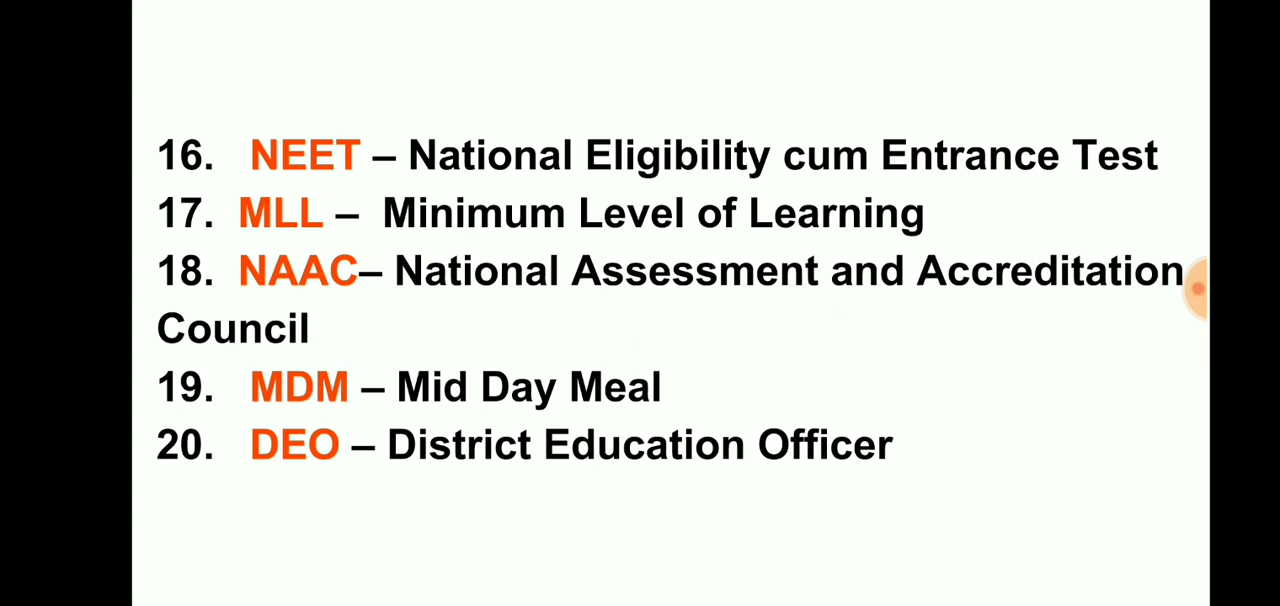 16. NEET – National Eligibility cum Entrance Test
17. MLL – Minimum Level of Learning
18. NAAC– National Assessment and Accreditation
Council
19. MDM – Mid Day Meal
20. DEO – District Education Officer